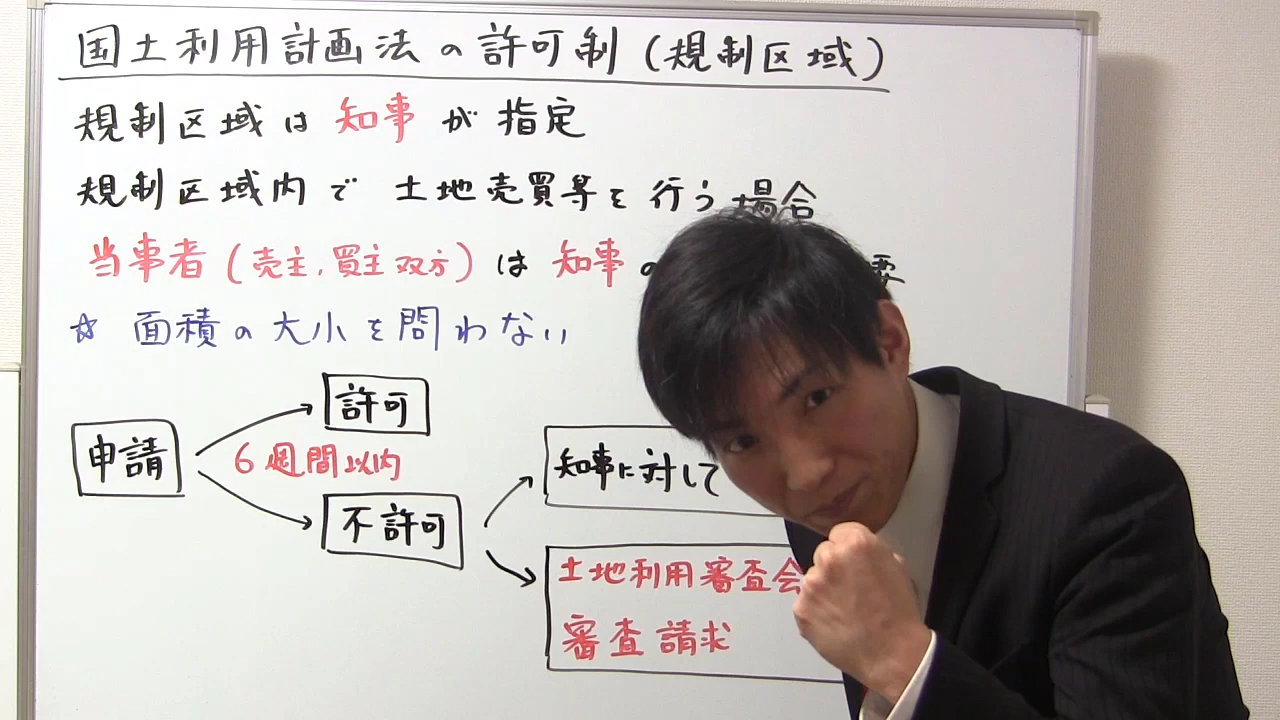 国土利用計画法の許可制(規制区域)
規制区域は知事が指定
規制区域内で土地売買等を行う場合
当事者(売主,買主双方)は知事の 要
☆ 面積の大小を問わない
申請
許可
6週間以内
不許可
知事に対して
土地利用審査会
審査請求